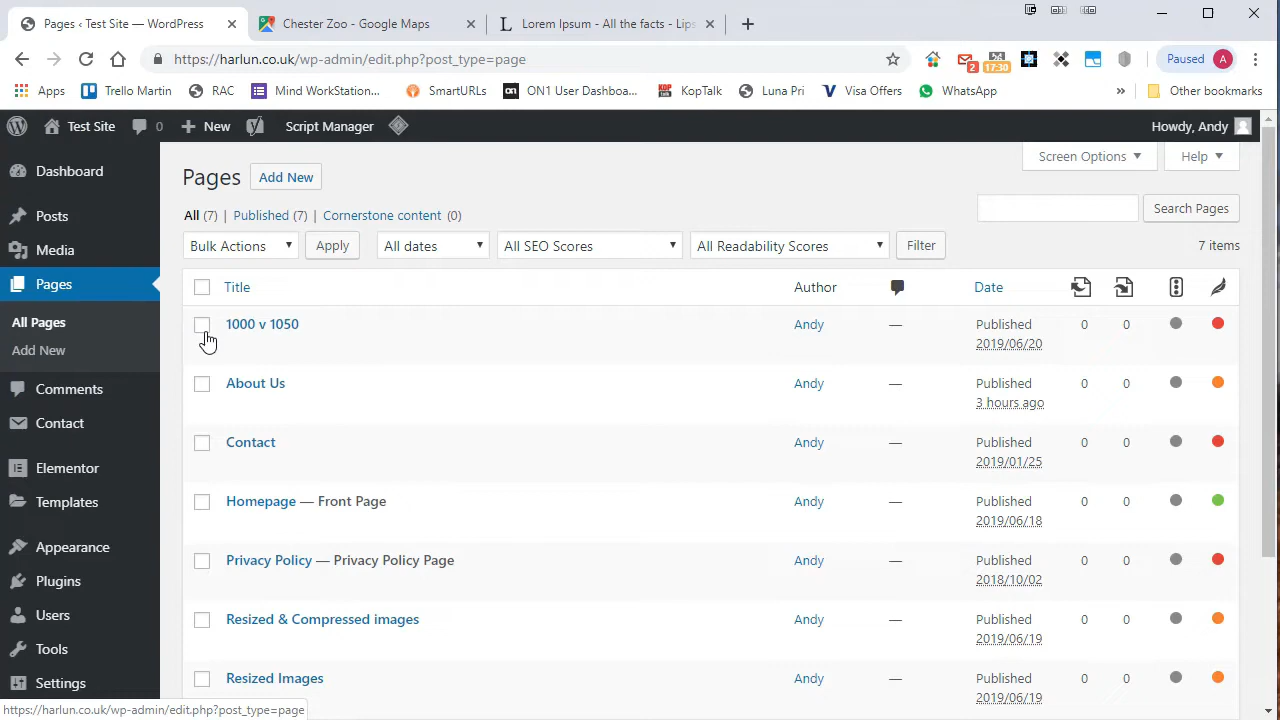 Pages ‹ Test Site — WordPress
Chester Zoo - Google Maps
Lorem Ipsum - All the facts - Lips
https://harlun.co.uk/wp-admin/edit.php?post_type=page
2
17:30
Paused A
Apps
Trello Martin
RAC
Mind WorkStation...
SmartURLs
ON1 User Dashboa...
KopTalk
Luna Pri
Visa Offers
WhatsApp
»
Other bookmarks
Test Site
0
New
Script Manager
Howdy, Andy
Dashboard
Posts
Media
Pages
All Pages
Add New
Comments
Contact
Elementor
Templates
Appearance
Plugins
Users
Tools
Settings
Screen Options
Help
Pages
Add New
All (7) | Published (7) | Cornerstone content (0)
Search Pages
Bulk Actions
Apply
All dates
All SEO Scores
All Readability Scores
Filter
7 items
Title Author Date
1000 v 1050 Andy — Published 0 0
2019/06/20
About Us Andy — Published 0 0
3 hours ago
Contact Andy — Published 0 0
2019/01/25
Homepage — Front Page Andy — Published 0 0
2019/06/18
Privacy Policy — Privacy Policy Page Andy — Published 0 0
2018/10/02
Resized & Compressed images Andy — Published 0 0
2019/06/19
Resized Images Andy — Published 0 0
2019/06/19
https://harlun.co.uk/wp-admin/edit.php?post_type=page